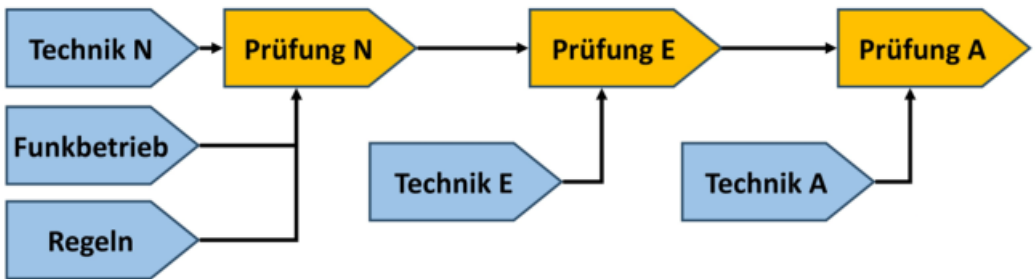 Technik N
Prüfung N
Prüfung E
Prüfung A
Funkbetrieb
Technik E
Technik A
Regeln